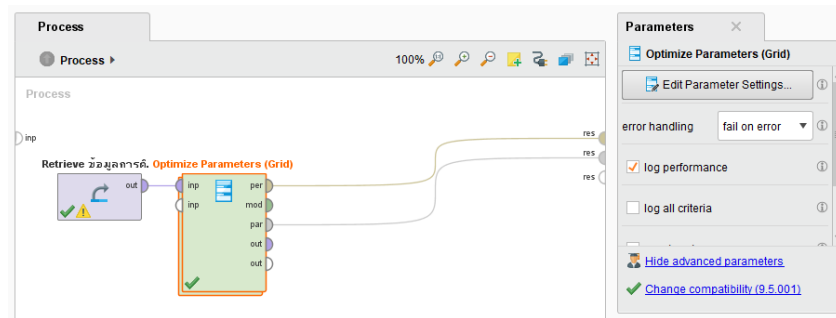 Process
Process
100%
Process
inp
res
res
res
Retrieve ข้อมูลการค้.
Optimize Parameters (Grid)
out
inp
per
inp
mod
par
out
out
Parameters
Optimize Parameters (Grid)
Edit Parameter Settings...
error handling
fail on error
log performance
log all criteria
Hide advanced parameters
Change compatibility (9.5.001)